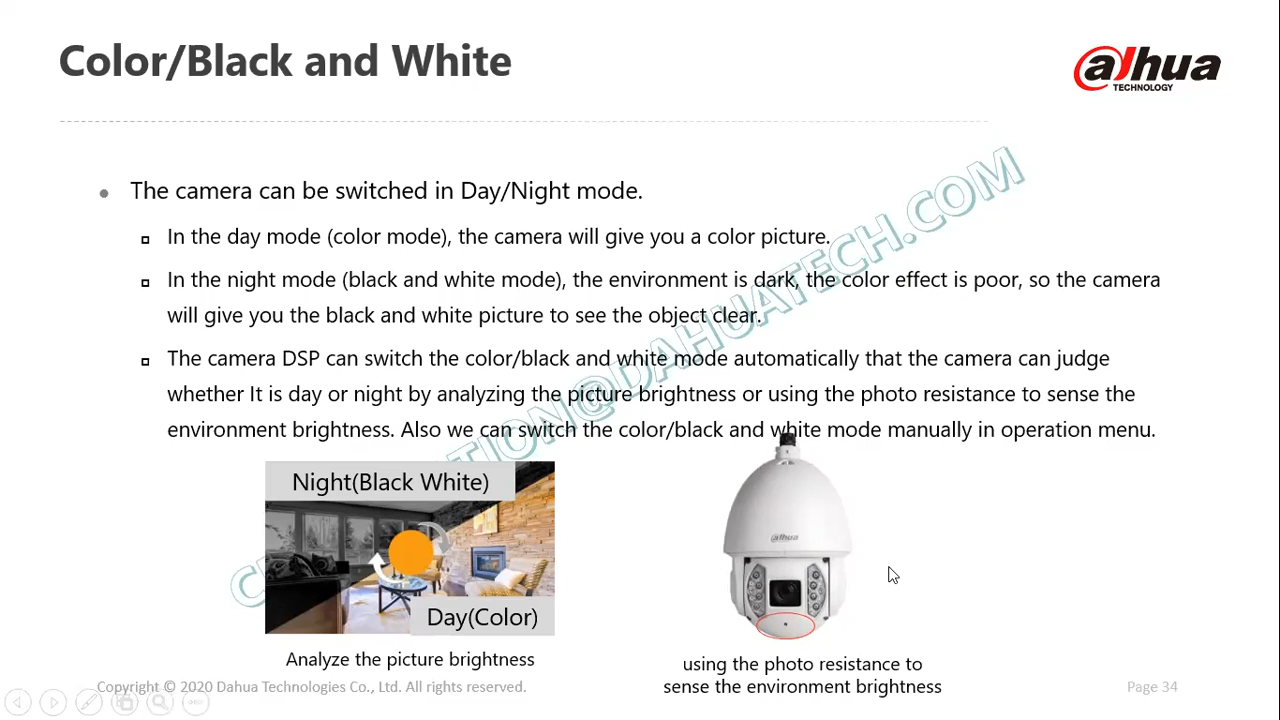 Color/Black and White
alhua
TECHNOLOGY
The camera can be switched in Day/Night mode.
In the day mode (color mode), the camera will give you a color picture.
In the night mode (black and white mode), the environment is dark, the color effect is poor, so the camera
will give you the black and white picture to see the object clear.
The camera DSP can switch the color/black and white mode automatically that the camera can judge
whether It is day or night by analyzing the picture brightness or using the photo resistance to sense the
environment brightness. Also we can switch the color/black and white mode manually in operation menu.
TION@DAHUATECH.COM
Night(Black White)
Day(Color)
alhua
Analyze the picture brightness
using the photo resistance to
sense the environment brightness
Copyright © 2020 Dahua Technologies Co., Ltd. All rights reserved.
Page 34